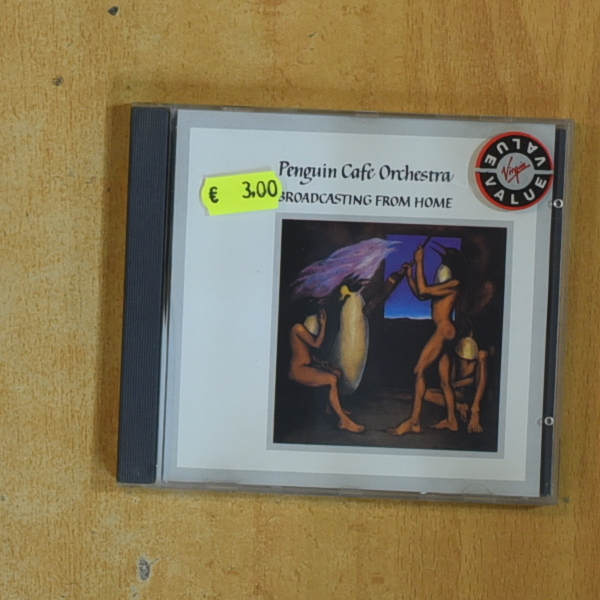 Penguin Cafe Orchestra
BROADCASTING FROM HOME
€ 3,00
VALUE
Virgin
VALUE